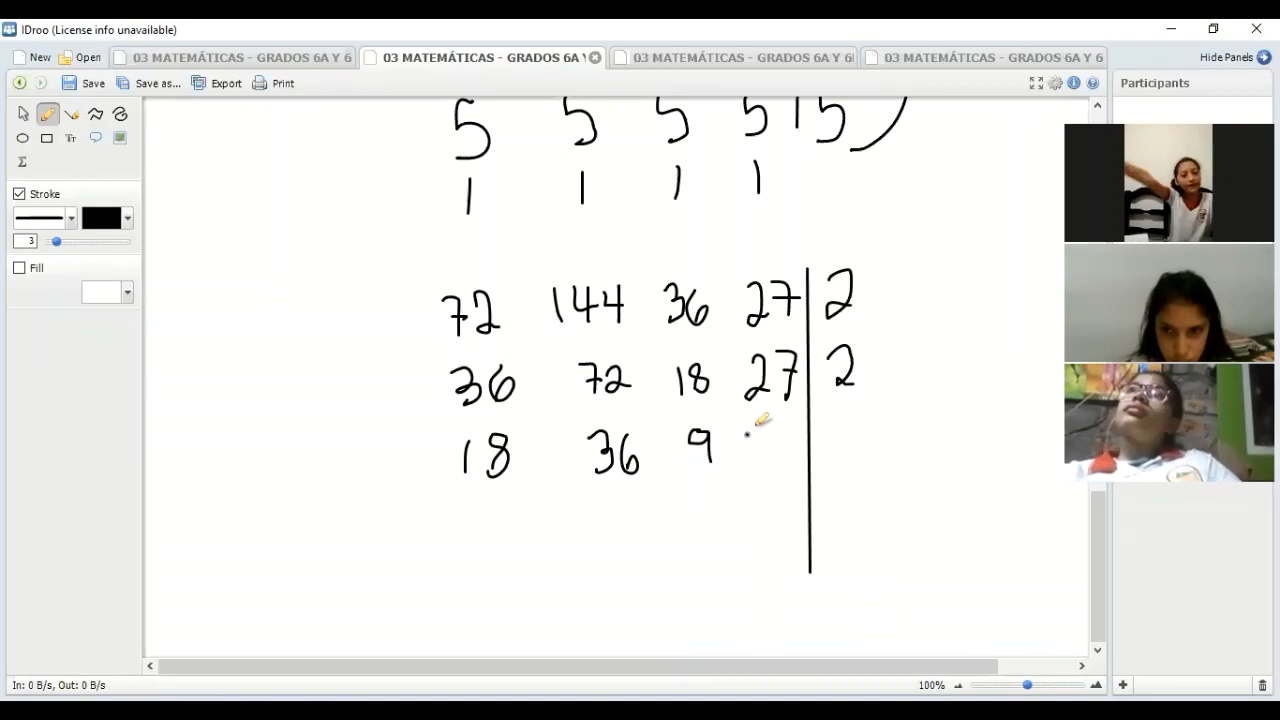 IDroo (License info unavailable)
New Open 03 MATEMÁTICAS - GRADOS 6A Y 6 03 MATEMÁTICAS - GRADOS 6A Y 03 MATEMÁTICAS - GRADOS 6A Y 6 03 MATEMÁTICAS - GRADOS 6A Y 6 Hide Panels
Save Save as... Export Print Participants
Tr
Σ
Stroke
3
Fill
5 5 5 5 15
1 1 1 1
72 144 36 27 2
36 72 18 27 2
18 36 9
In: 0 B/s, Out: 0 B/s 100%